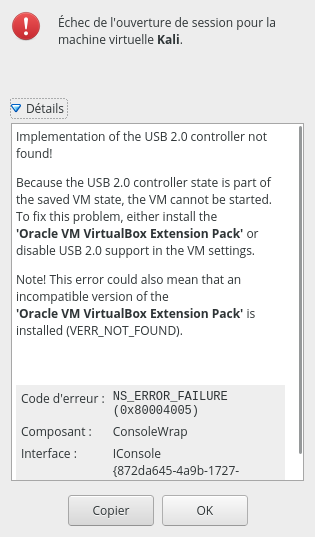 Échec de l'ouverture de session pour la
machine virtuelle Kali.
Détails
Implementation of the USB 2.0 controller not
found!
Because the USB 2.0 controller state is part of
the saved VM state, the VM cannot be started.
To fix this problem, either install the
'Oracle VM VirtualBox Extension Pack' or
disable USB 2.0 support in the VM settings.
Note! This error could also mean that an
incompatible version of the
'Oracle VM VirtualBox Extension Pack' is
installed (VERR_NOT_FOUND).
Code d'erreur : NS_ERROR_FAILURE
(0x80004005)
Composant : ConsoleWrap
Interface : IConsole
{872da645-4a9b-1727-
Copier OK